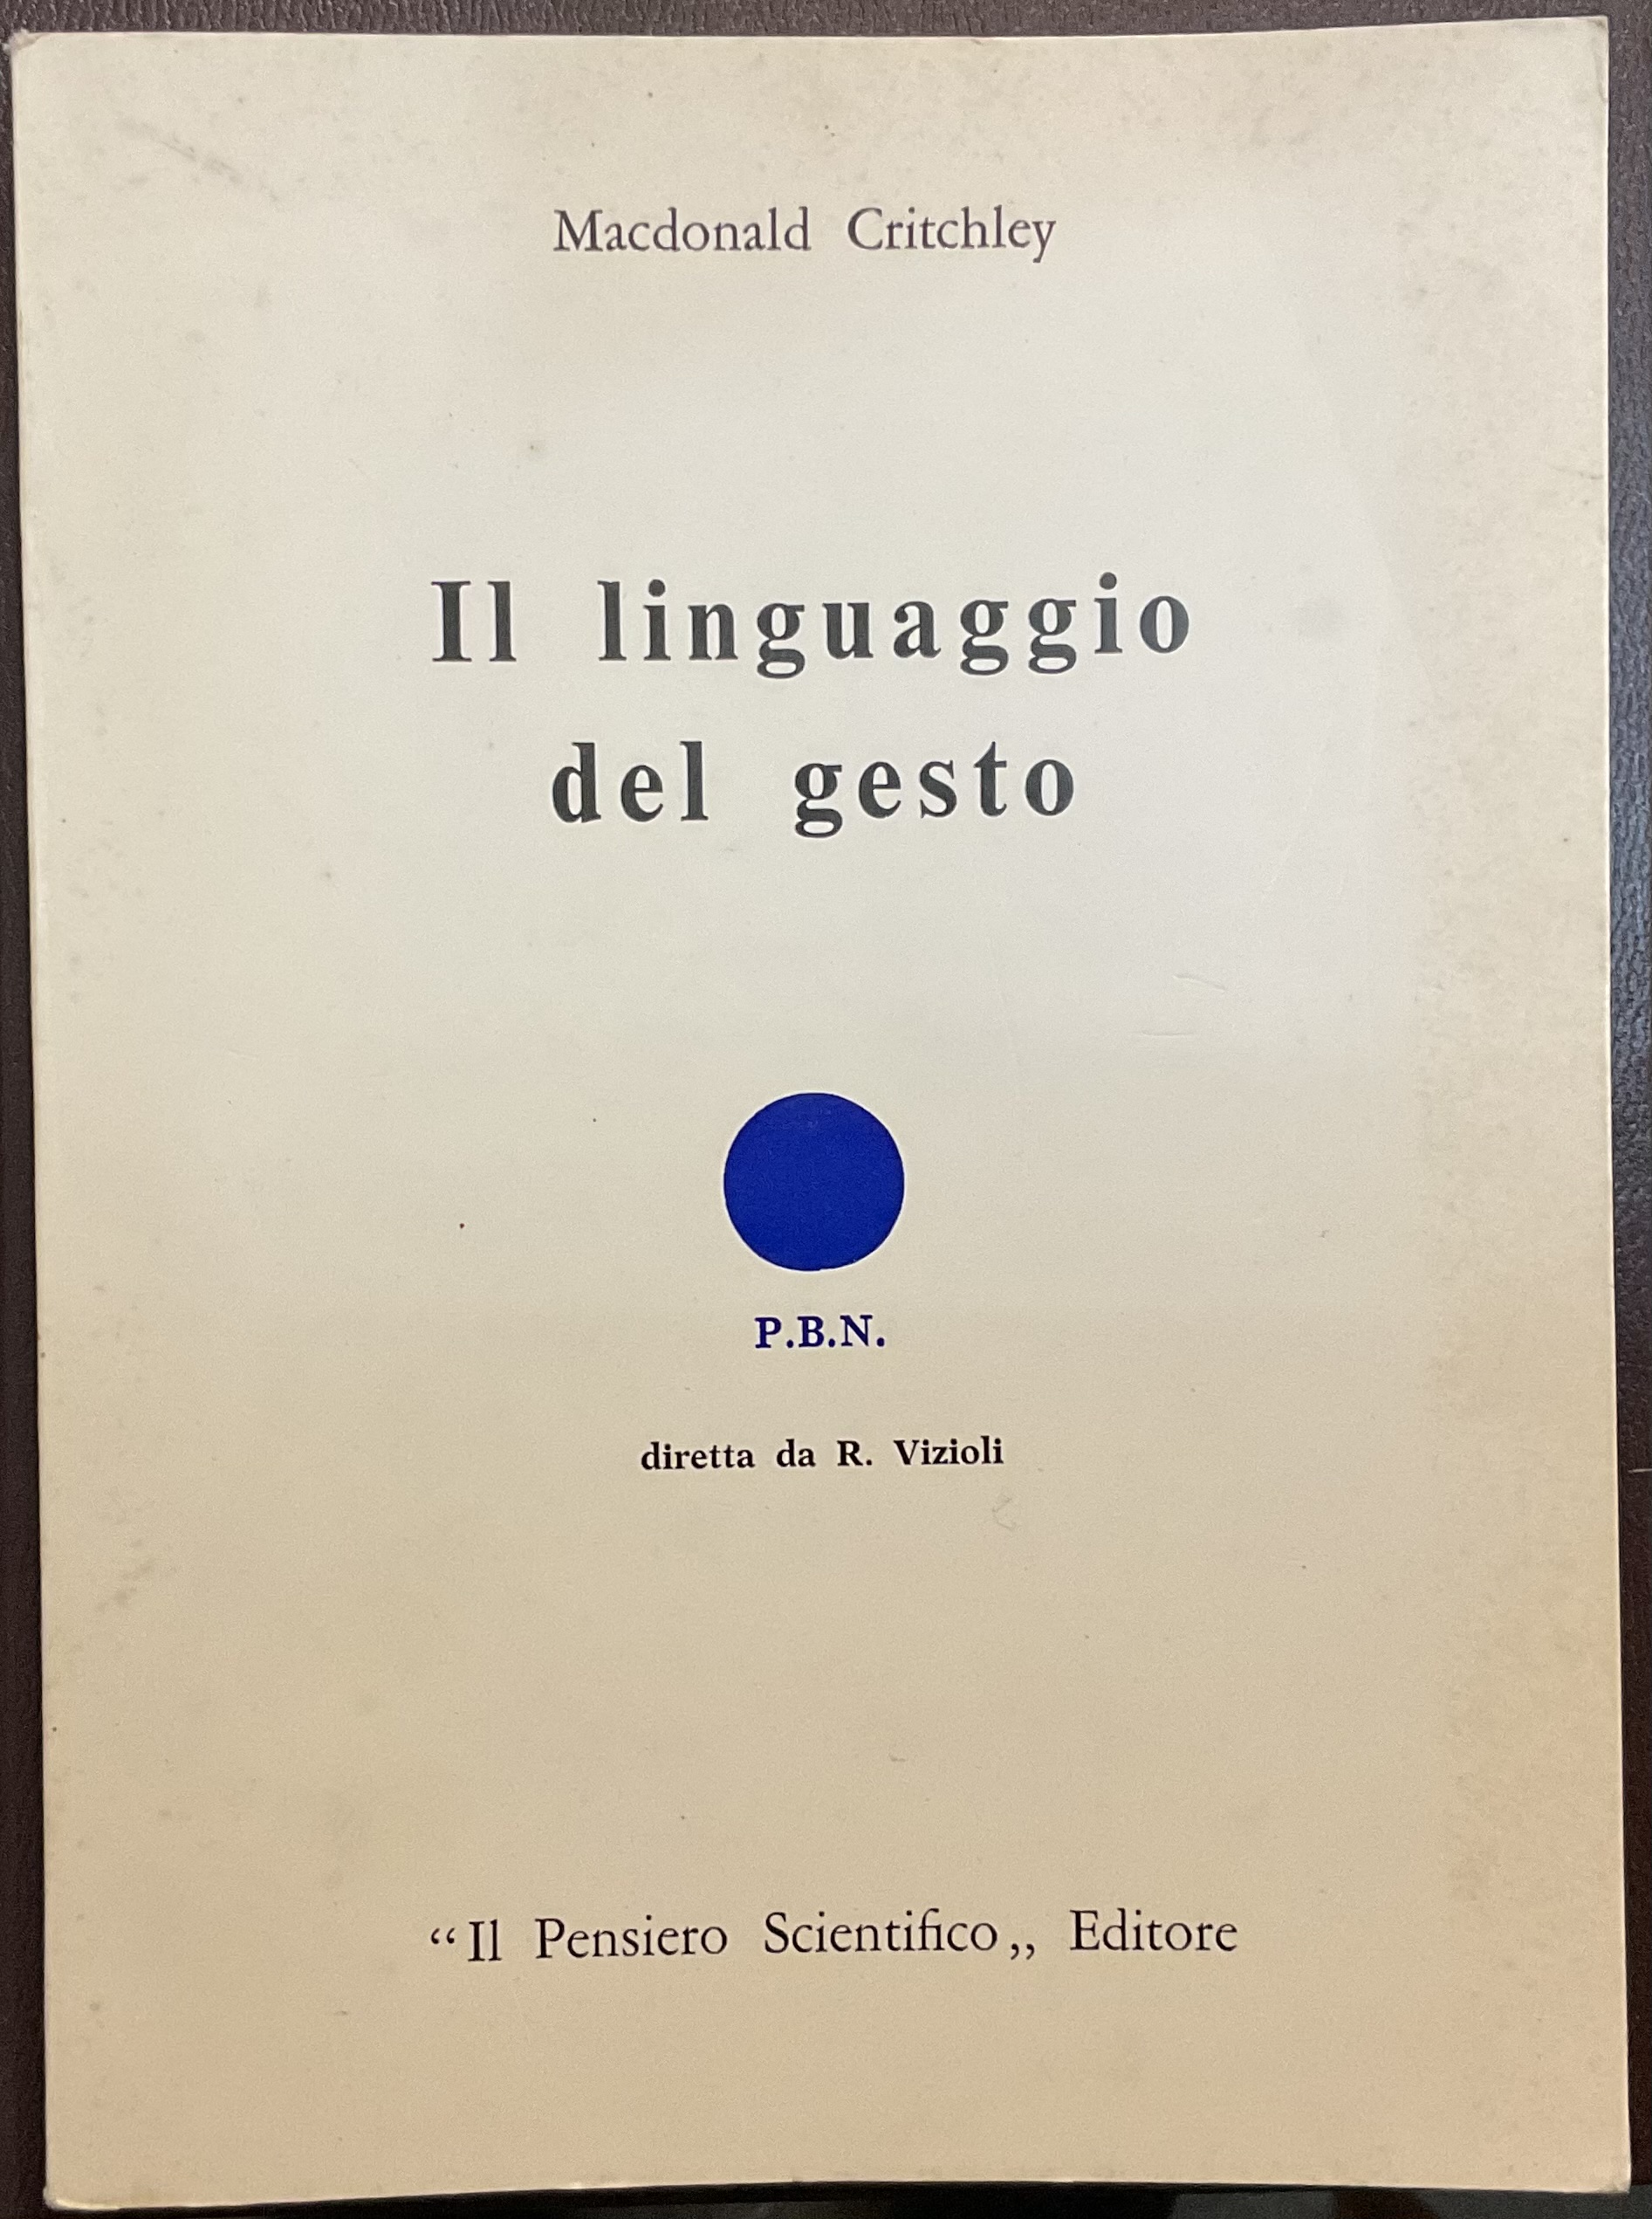 Macdonald Critchley
Il linguaggio
del gesto
P.B.N.
diretta da R. Vizioli
“Il Pensiero Scientifico„ Editore